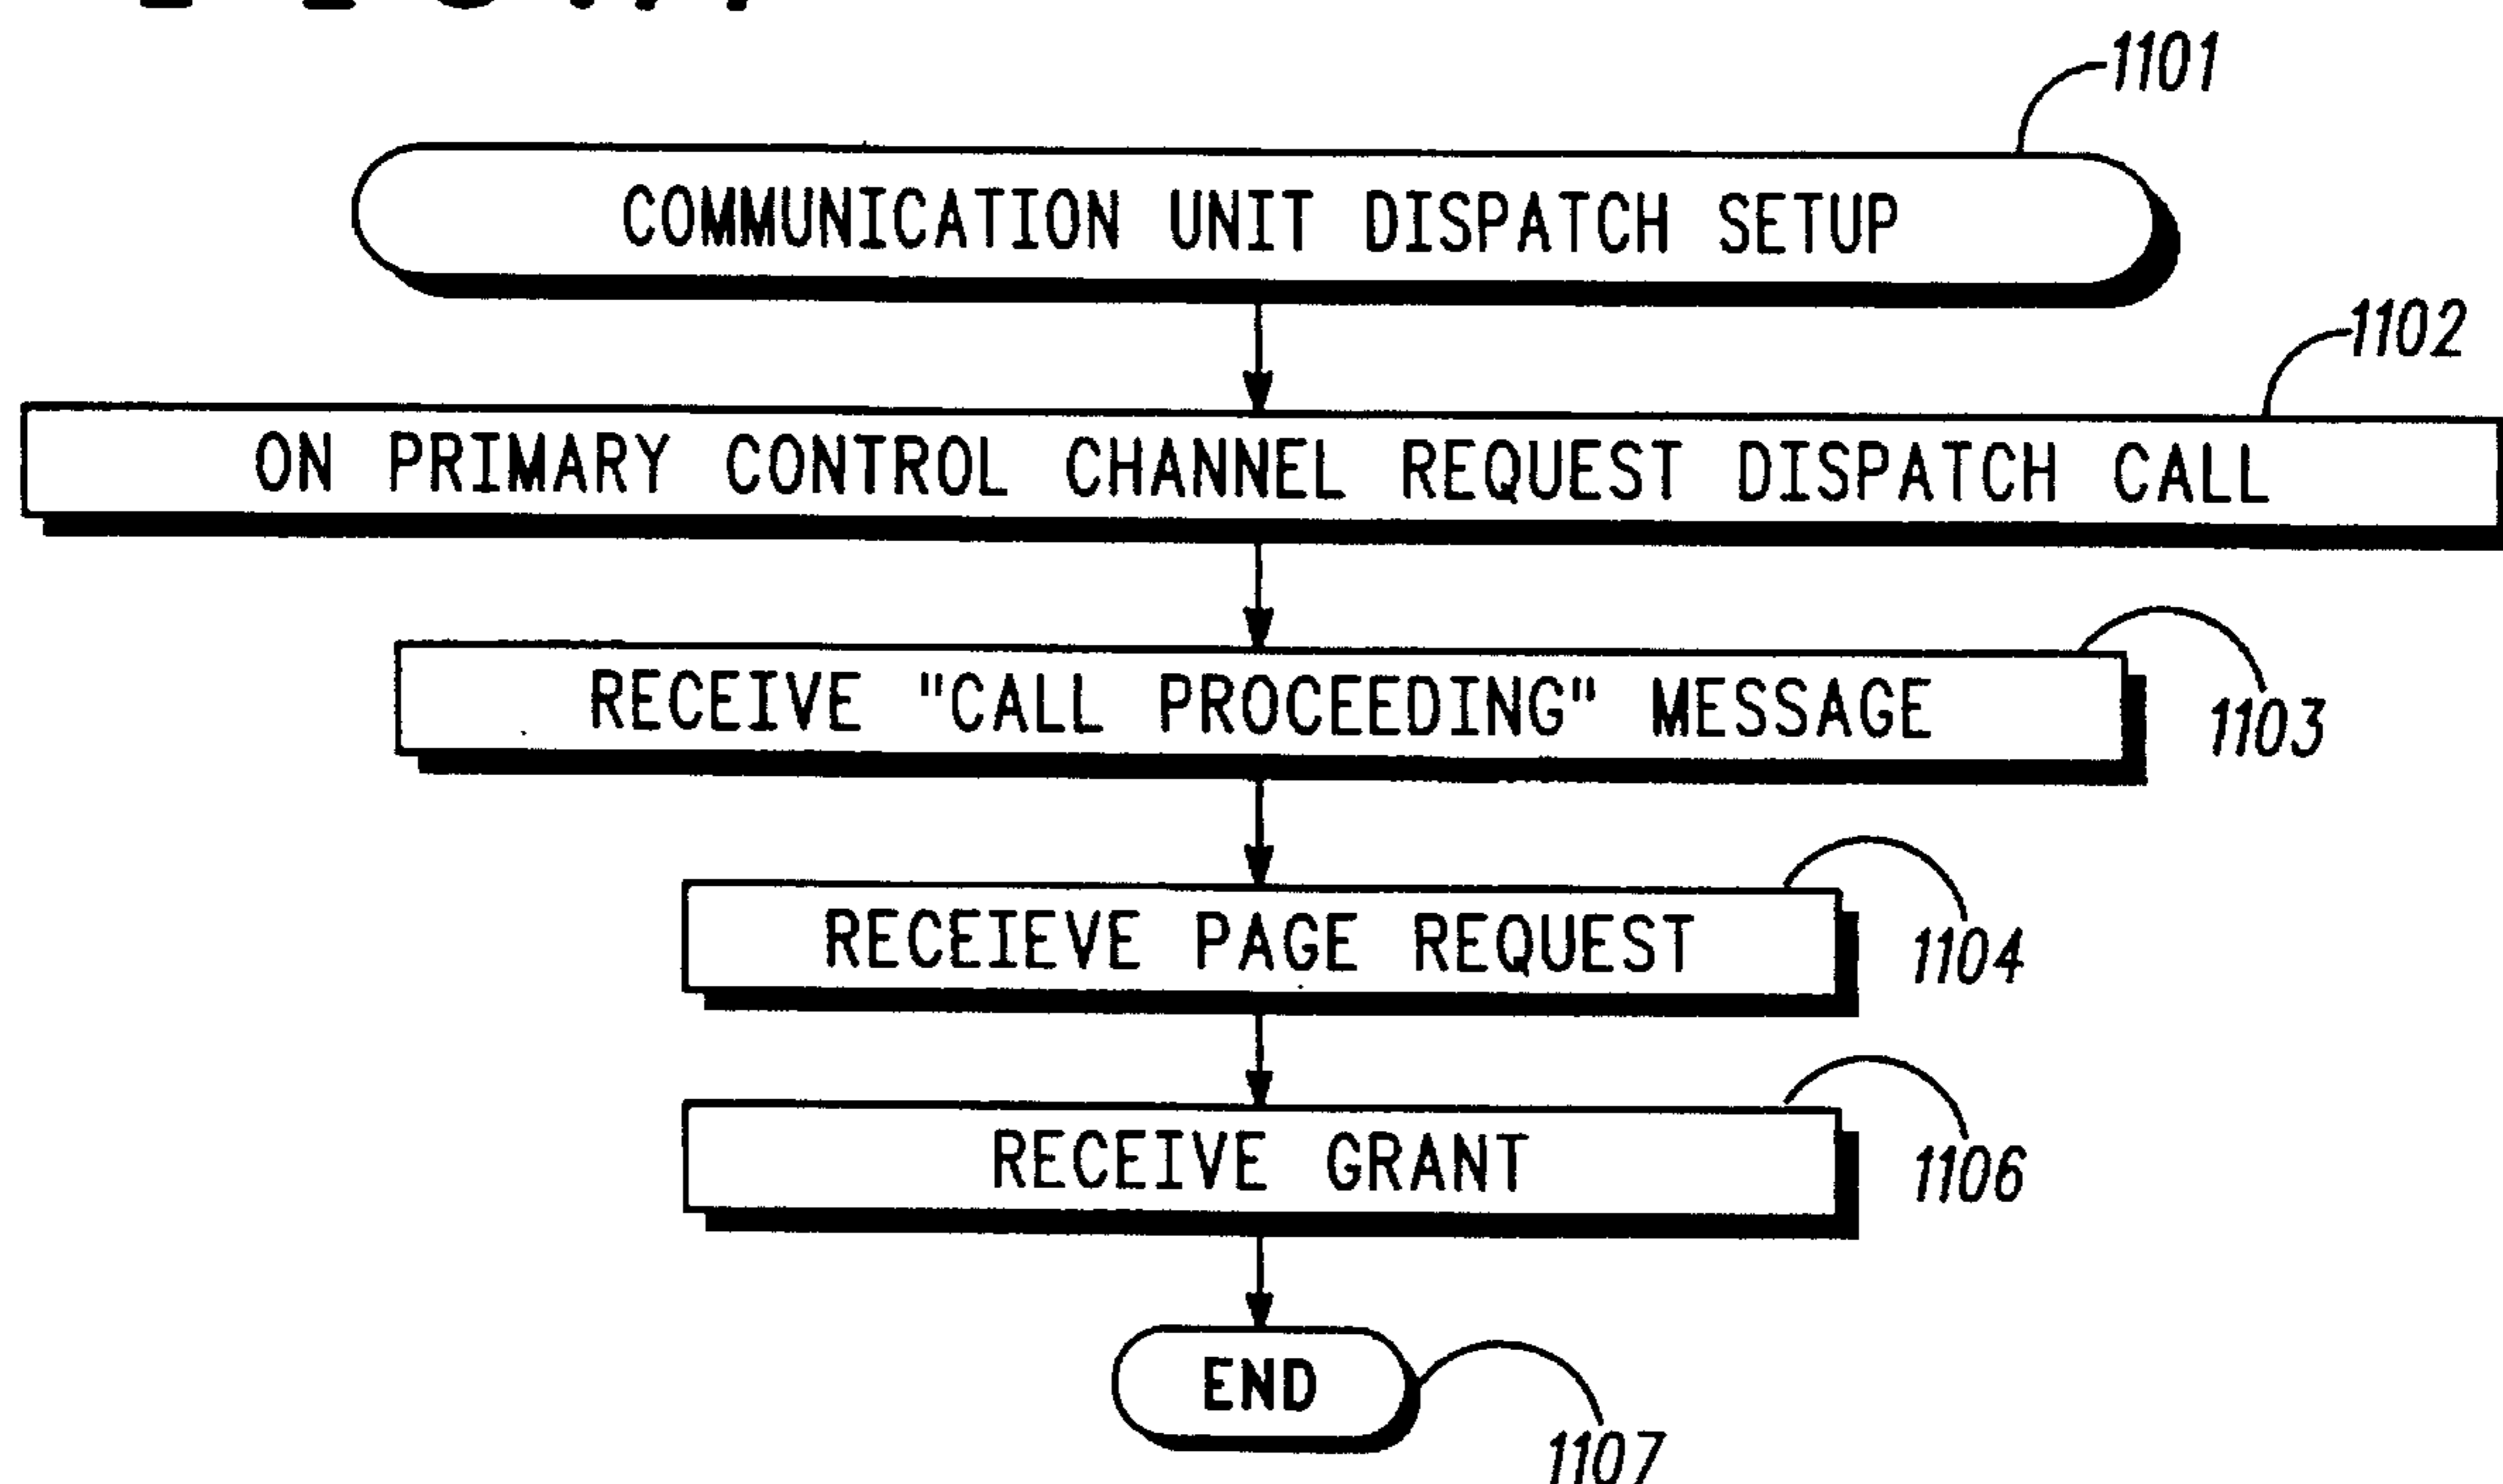 1101
COMMUNICATION UNIT DISPATCH SETUP
1102
ON PRIMARY CONTROL CHANNEL REQUEST DISPATCH CALL
RECEIVE "CALL PROCEEDING" MESSAGE
1103
RECEIEVE PAGE REQUEST
1104
RECEIVE GRANT
1106
END
1107